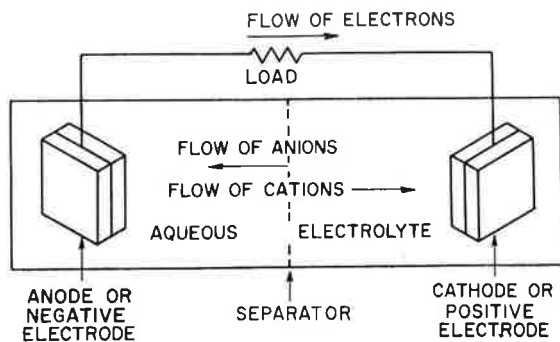 FLOW OF ELECTRONS
LOAD
FLOW OF ANIONS
FLOW OF CATIONS
AQUEOUS ELECTROLYTE
ANODE OR
NEGATIVE
ELECTRODE
SEPARATOR
CATHODE OR
POSITIVE
ELECTRODE